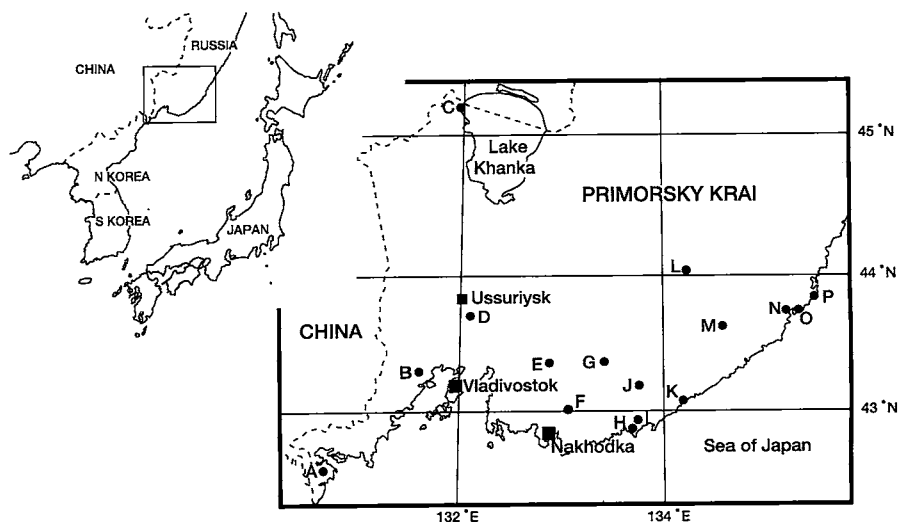 RUSSIA
CHINA
N KOREA
S KOREA
JAPAN
C
Lake
Khanka
45°N
PRIMORSKY KRAI
L
44°N
Ussuriysk
D
P
N
O
M
CHINA
E
G
B
Vladivostok
J
K
F
43°N
H
I
Nakhodka
Sea of Japan
A
132°E
134°E